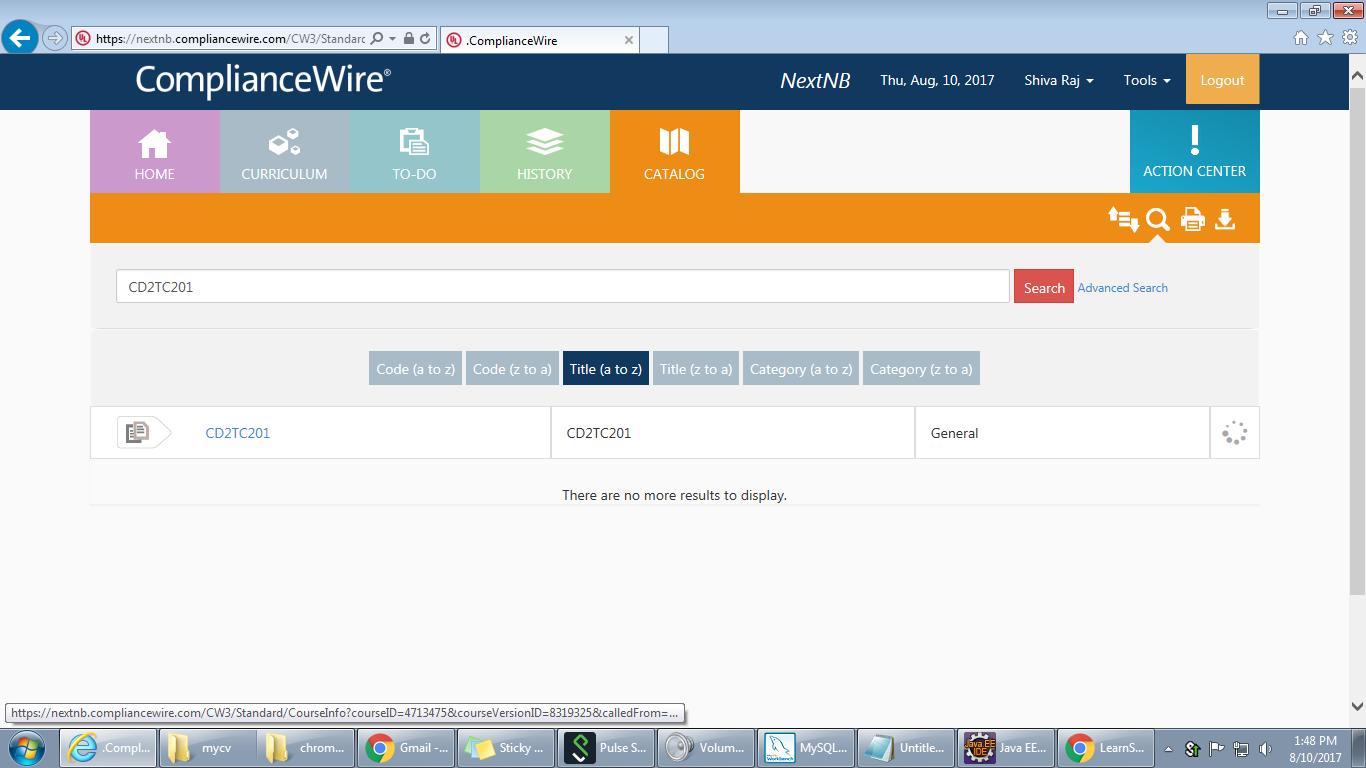 https://nextnb.compliancewire.com/CW3/Standarc
.ComplianceWire
ComplianceWire®
NextNB
Thu, Aug, 10, 2017
Shiva Raj
Tools
Logout
HOME
CURRICULUM
TO-DO
HISTORY
CATALOG
ACTION CENTER
CD2TC201
Search
Advanced Search
Code (a to z)
Code (z to a)
Title (a to z)
Title (z to a)
Category (a to z)
Category (z to a)
CD2TC201
CD2TC201
General
There are no more results to display.
https://nextnb.compliancewire.com/CW3/Standard/CourseInfo?courseID=4713475&courseVersionID=8319325&calledFrom=...
.Compl...
mycv
chrom...
Gmail -...
Sticky ...
Pulse S...
Volum...
MySQL...
Untitle...
Java EE...
LearnS...
1:48 PM
8/10/2017